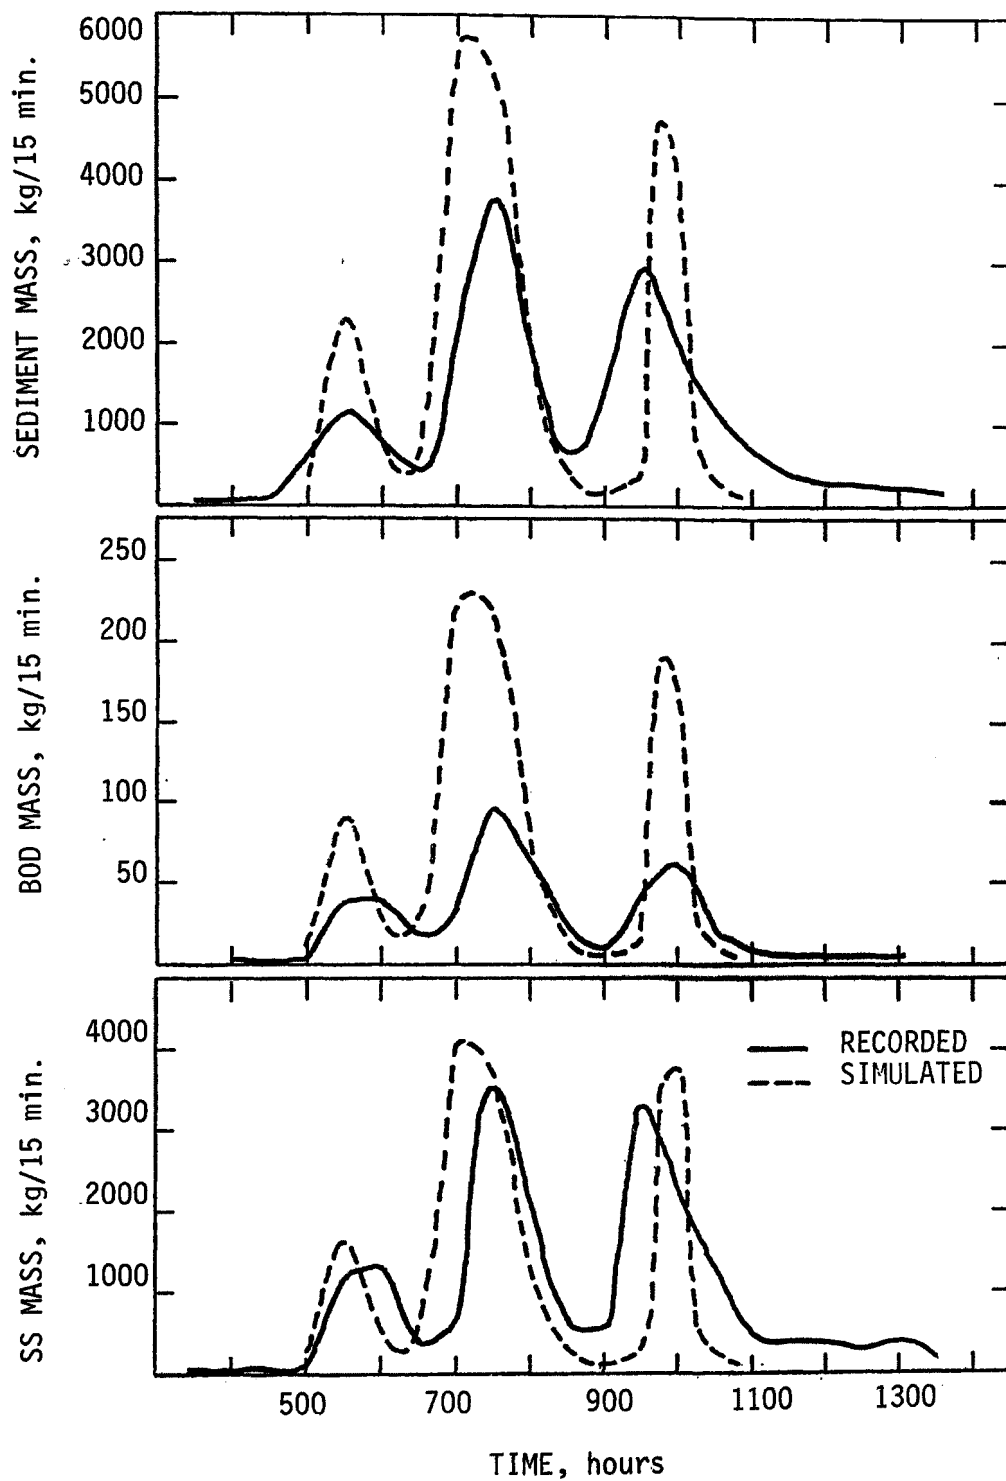 SEDIMENT MASS, kg/15 min.
6000
5000
4000
3000
2000
1000
BOD MASS, kg/15 min.
250
200
150
100
50
SS MASS, kg/15 min.
4000
3000
2000
1000
RECORDED
SIMULATED
500 700 900 1100 1300
TIME, hours